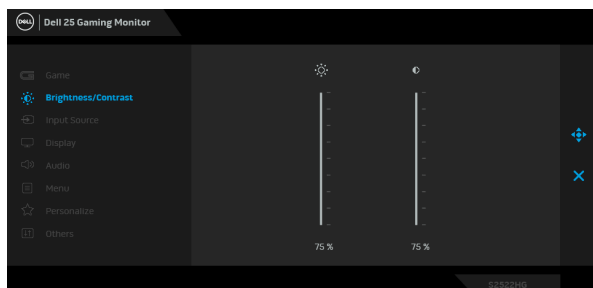 DELL
Dell 25 Gaming Monitor
Game
Brightness/Contrast
Input Source
Display
Audio
Menu
Personalize
Others
75 %
75 %
S2522HG